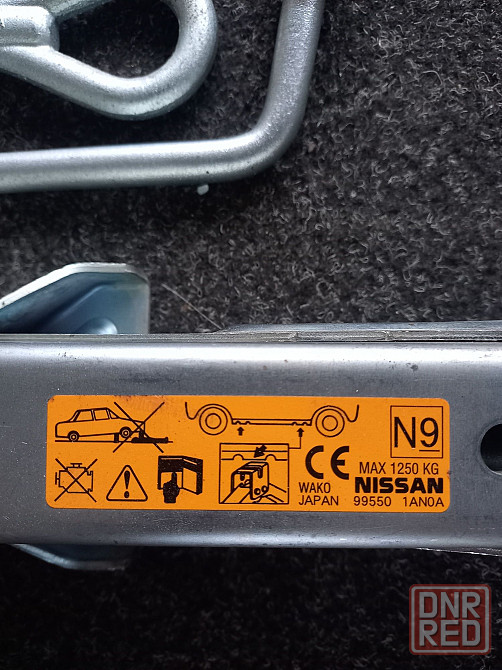 N9
CE
MAX 1250 KG
WAKO NISSAN
JAPAN 99550 1AN0A
DNR
RED